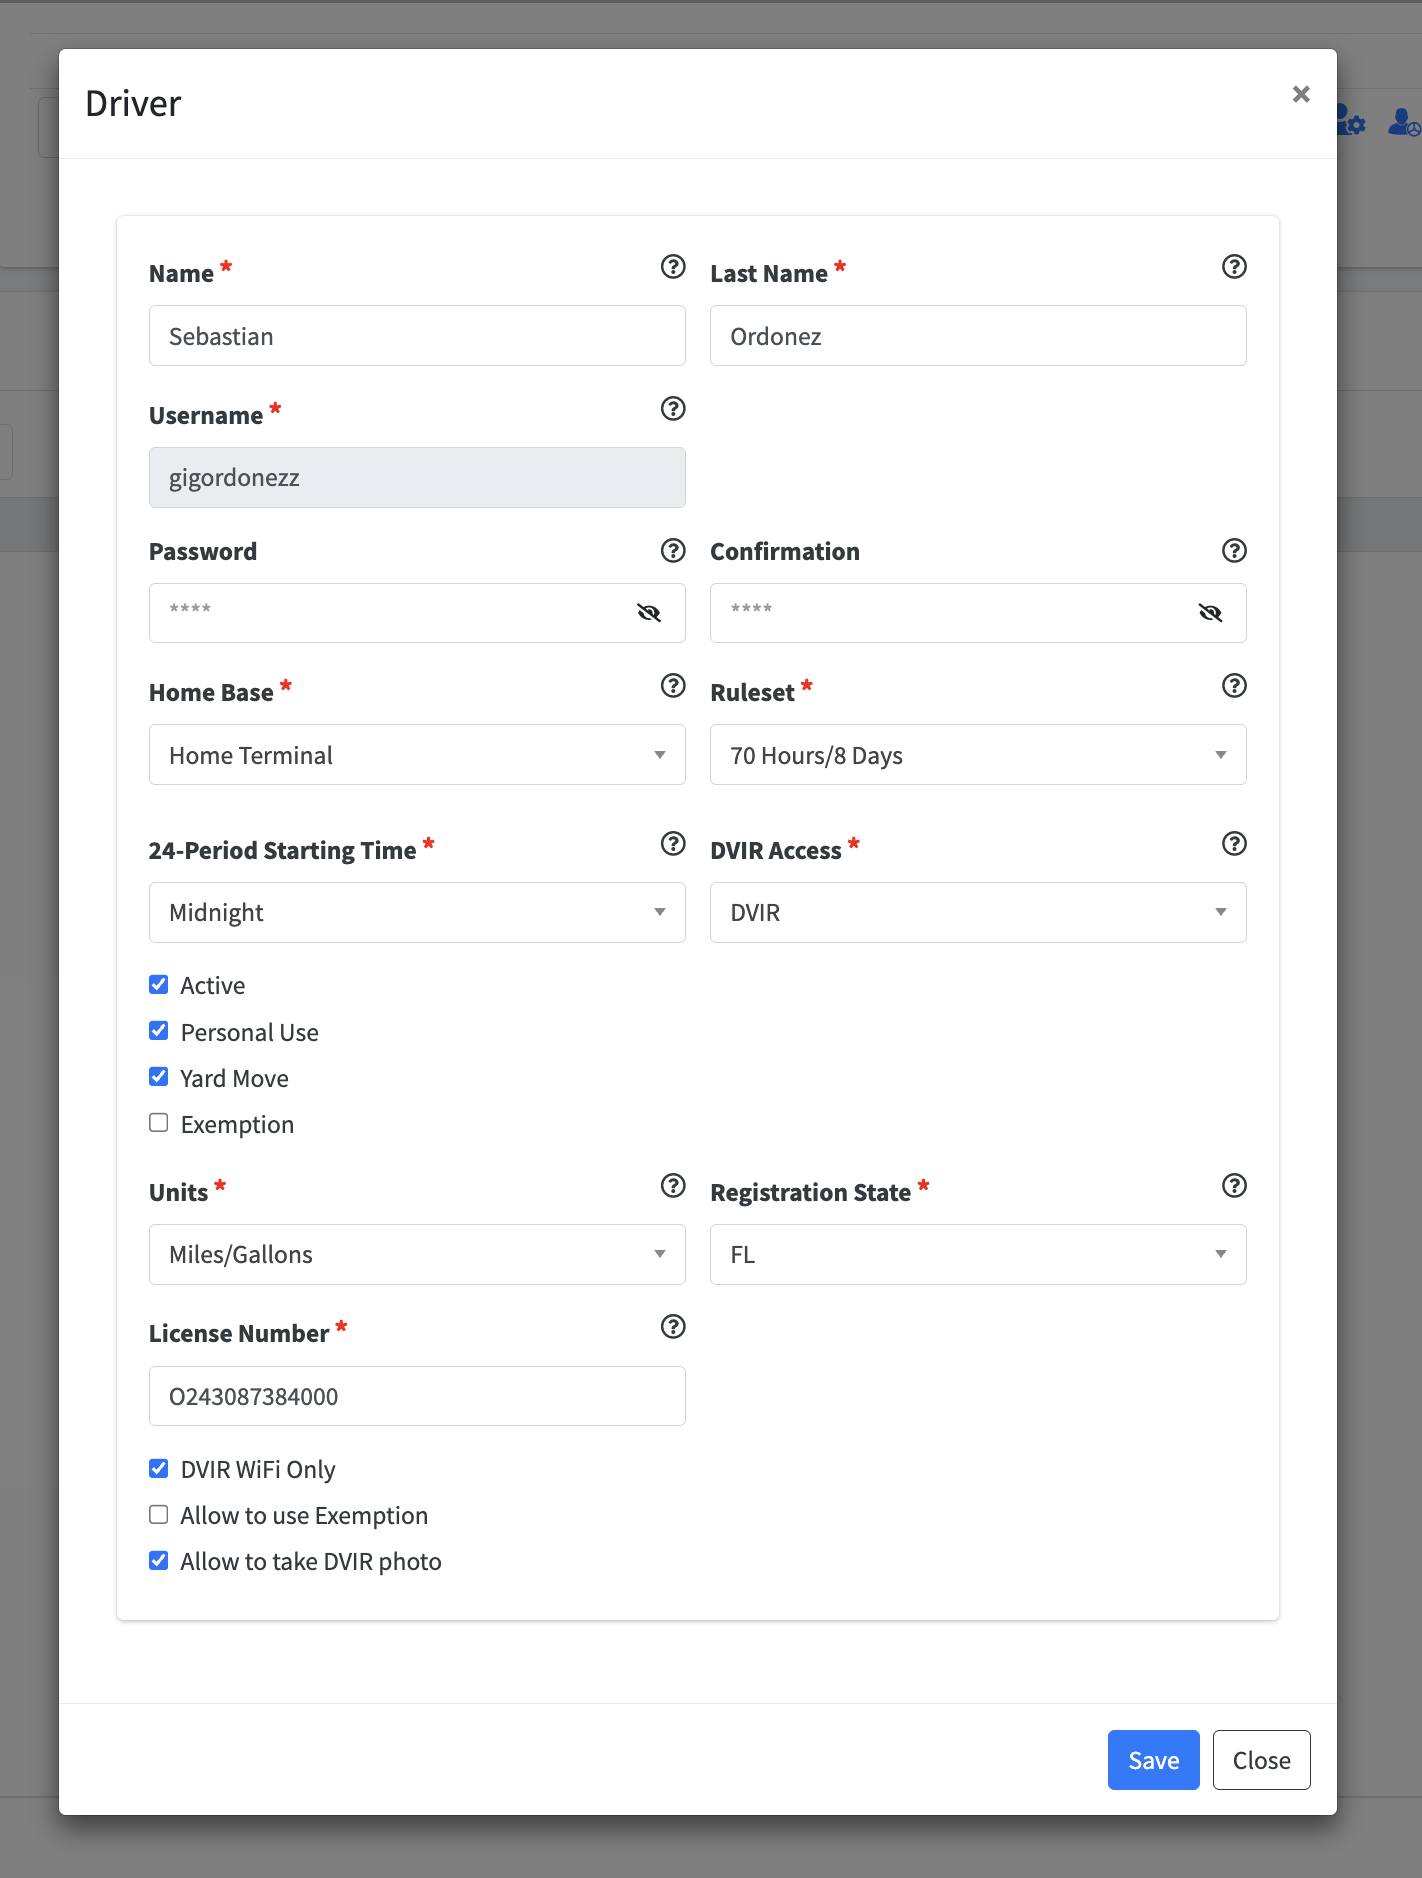 Driver
×
Name *
Last Name *
Sebastian
Ordonez
Username *
gigordonezz
Password
Confirmation
****
****
Home Base *
Ruleset *
Home Terminal
70 Hours/8 Days
24-Period Starting Time *
DVIR Access *
Midnight
DVIR
Active
Personal Use
Yard Move
Exemption
Units *
Registration State *
Miles/Gallons
FL
License Number *
O243087384000
DVIR WiFi Only
Allow to use Exemption
Allow to take DVIR photo
Save
Close